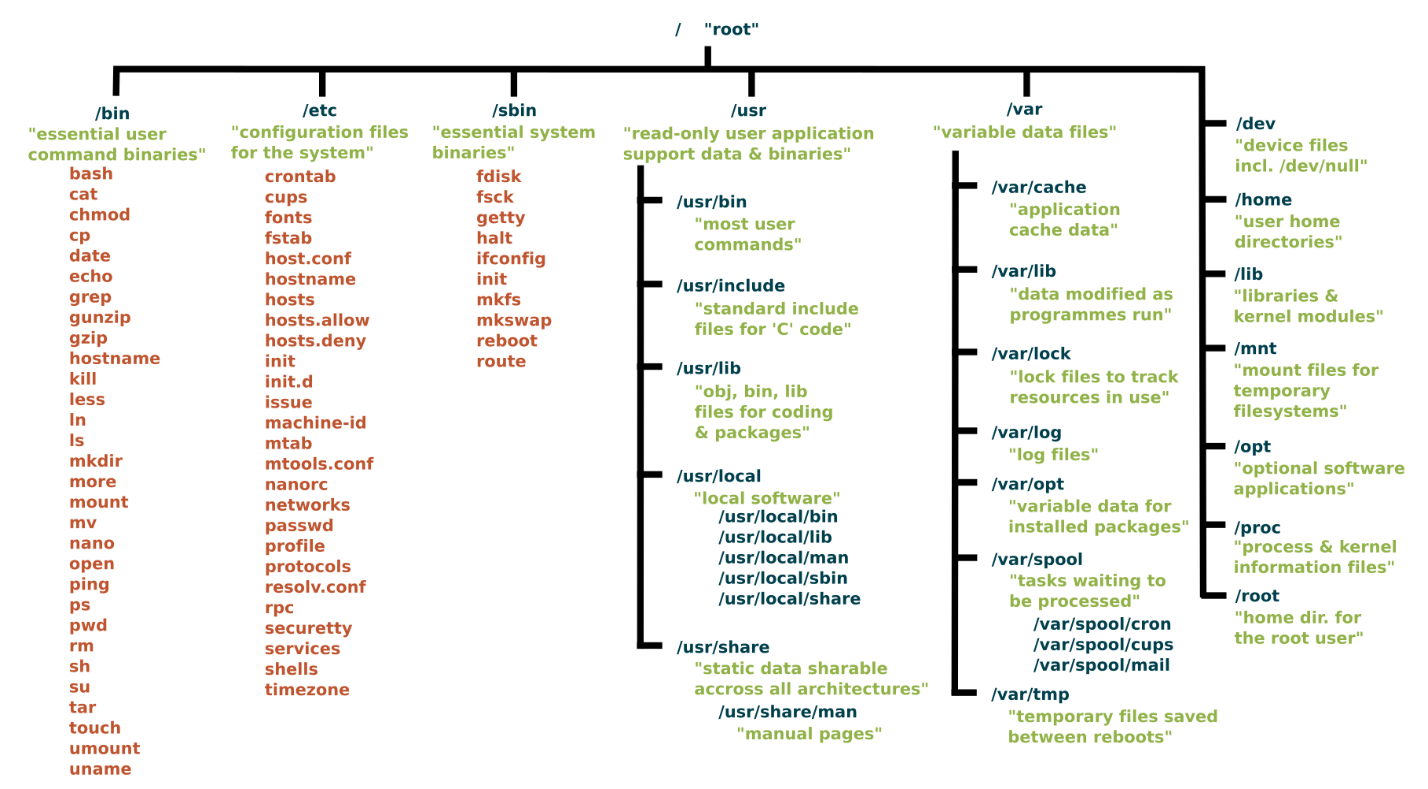 / "root"
/bin
"essential user
command binaries"
bash
cat
chmod
cp
date
echo
grep
gunzip
gzip
hostname
kill
less
ln
ls
mkdir
more
mount
mv
nano
open
ping
ps
pwd
rm
sh
su
tar
touch
umount
uname
/etc
"configuration files
for the system"
crontab
cups
fonts
fstab
host.conf
hostname
hosts
hosts.allow
hosts.deny
init
init.d
issue
machine-id
mtab
mtools.conf
nanorc
networks
passwd
profile
protocols
resolv.conf
rpc
securetty
services
shells
timezone
/sbin
"essential system
binaries"
fdisk
fsck
getty
halt
ifconfig
init
mkfs
mkswap
reboot
route
/usr
"read-only user application
support data & binaries"
/usr/bin
"most user
commands"
/usr/include
"standard include
files for 'C' code"
/usr/lib
"obj, bin, lib
files for coding
& packages"
/usr/local
"local software"
/usr/local/bin
/usr/local/lib
/usr/local/man
/usr/local/sbin
/usr/local/share
/usr/share
"static data sharable
accross all architectures"
/usr/share/man
"manual pages"
/var
"variable data files"
/var/cache
"application
cache data"
/var/lib
"data modified as
programmes run"
/var/lock
"lock files to track
resources in use"
/var/log
"log files"
/var/opt
"variable data for
installed packages"
/var/spool
"tasks waiting to
be processed"
/var/spool/cron
/var/spool/cups
/var/spool/mail
/var/tmp
"temporary files saved
between reboots"
/dev
"device files
incl. /dev/null"
/home
"user home
directories"
/lib
"libraries &
kernel modules"
/mnt
"mount files for
temporary
filesystems"
/opt
"optional software
applications"
/proc
"process & kernel
information files"
/root
"home dir. for
the root user"